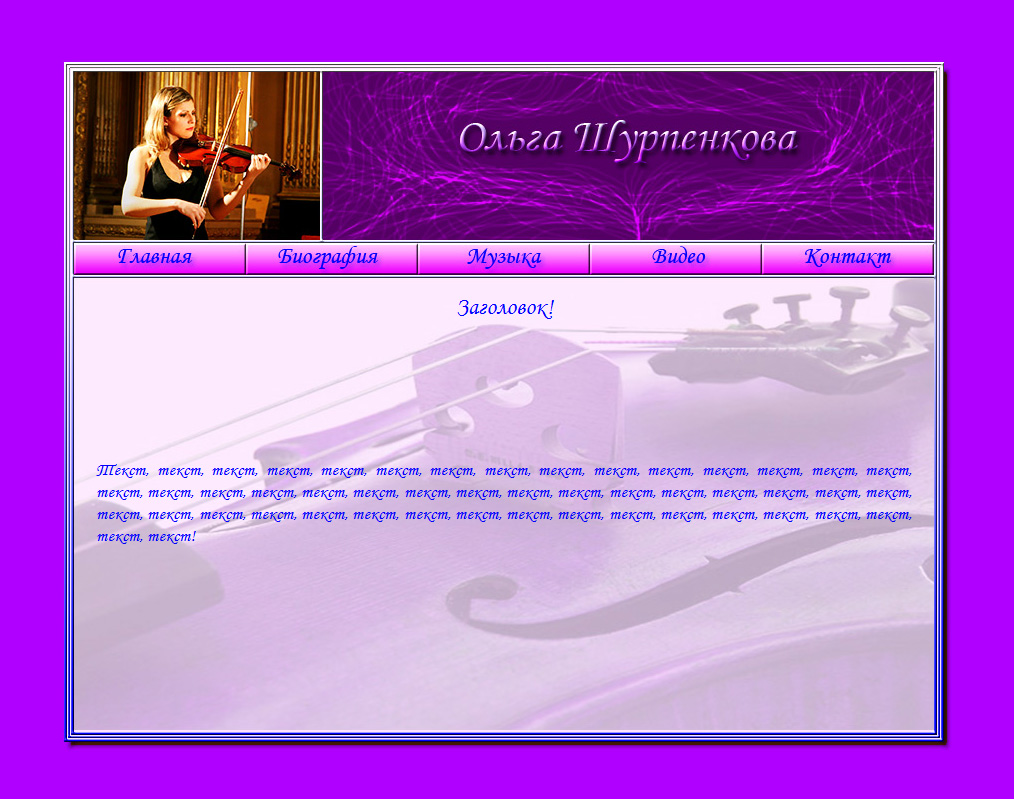 Ольга Шурпенкова
Главная Биография Музыка Видео Контакт
Заголовок!
Текст, текст, текст, текст, текст, текст, текст, текст, текст, текст, текст, текст, текст, текст, текст,
текст, текст, текст, текст, текст, текст, текст, текст, текст, текст, текст, текст, текст, текст, текст, текст,
текст, текст, текст, текст, текст, текст, текст, текст, текст, текст, текст, текст, текст, текст, текст, текст,
текст, текст!